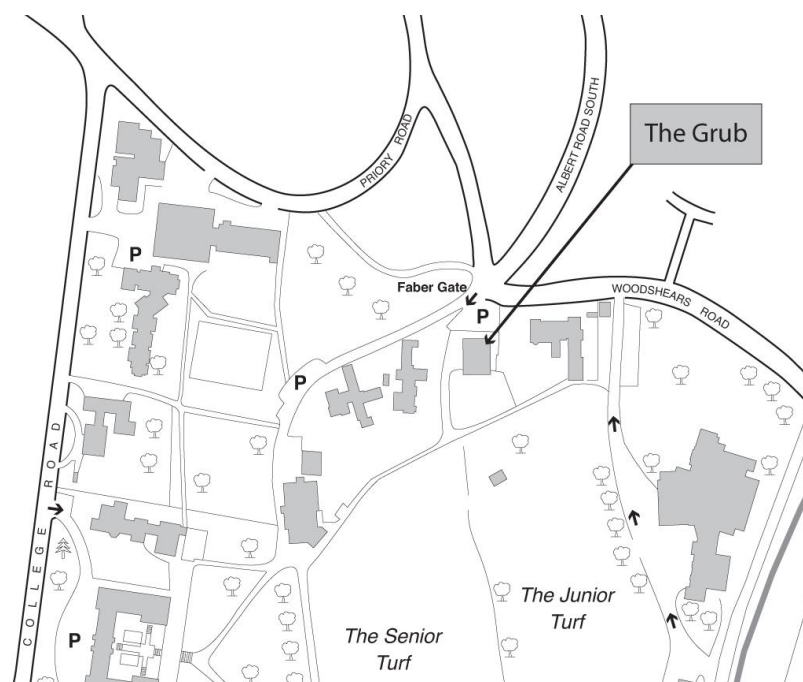 PRIORY ROAD
ALBERT ROAD SOUTH
The Grub
P
Faber Gate
WOODSHEARS ROAD
P
P
COLLEGE ROAD
The Junior
Turf
The Senior
Turf
P